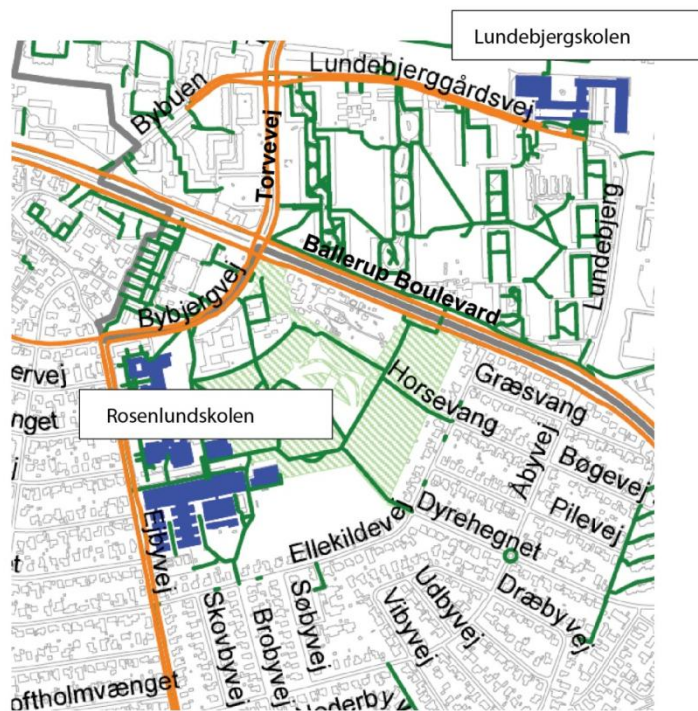 Lundebjergskolen
Lundebjerggårdsvej
Bybuen
Torvevej
Ballerup Boulevard
Lundebjerg
Bybjergvej
ervej
nget
Rosenlundskolen
Horsevang
Græsvang
Åbyvej
Bøgevej
Pilevej
Dyrehegnet
Ejbyvej
Ellekildevej
Dræbyvej
Udbyvej
Vibyvej
Søbyvej
Brobyvej
Skovbyvej
oftholmvænget